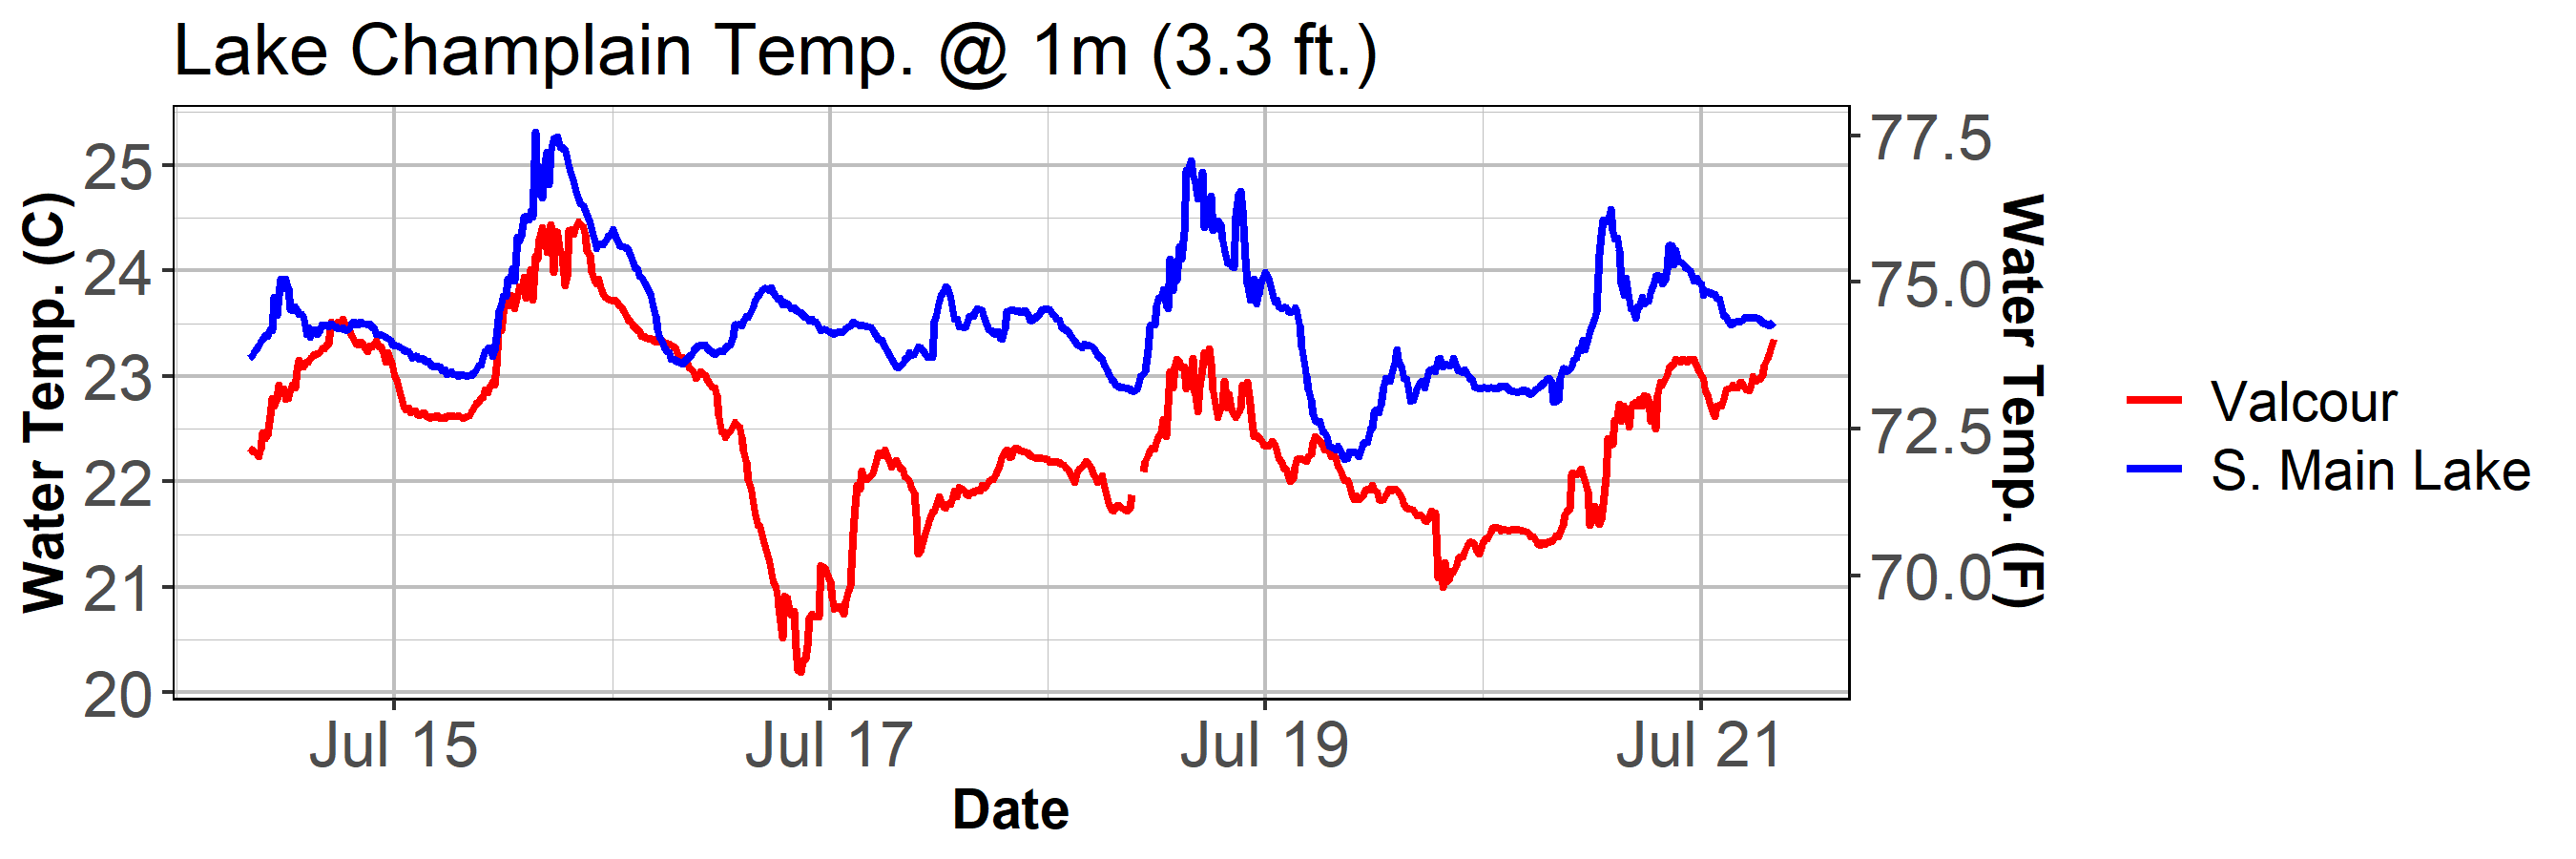 Lake Champlain Temp. @ 1m (3.3 ft.)
Water Temp. (C)
25
24
23
22
21
20
77.5
75.0
72.5
70.0
Water Temp. (F)
Jul 15
Jul 17
Jul 19
Jul 21
Date
Valcour
S. Main Lake